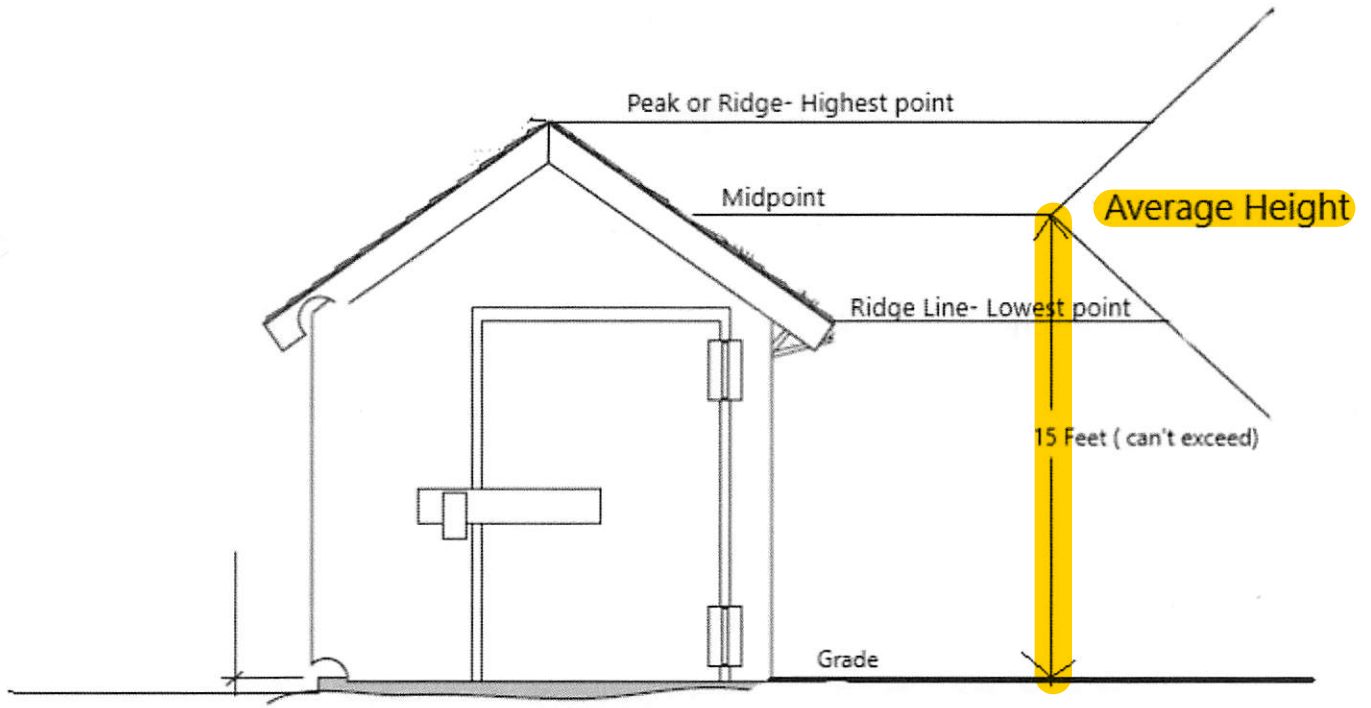 Peak or Ridge- Highest point
Midpoint
Average Height
Ridge Line- Lowest point
15 Feet ( can't exceed)
Grade